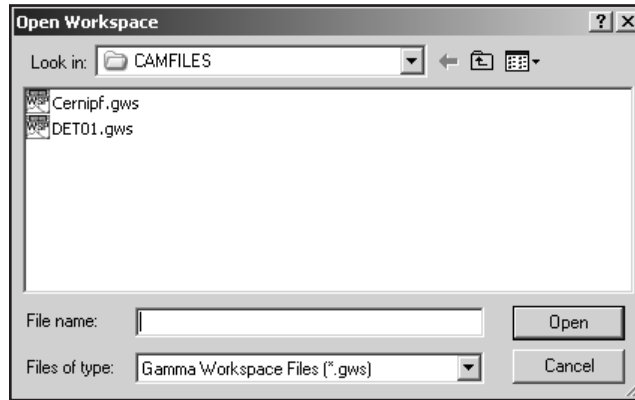 Open Workspace
Look in: CAMFILES
Cernipf.gws
DET01.gws
File name:
Open
Files of type: Gamma Workspace Files (*.gws)
Cancel